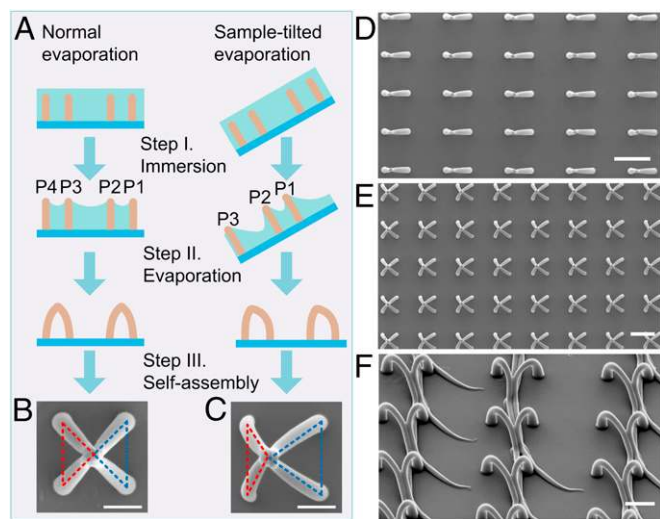 A
Normal
evaporation
Sample-tilted
evaporation
Step I.
Immersion
P4 P3 P2 P1
P3 P2 P1
Step II.
Evaporation
Step III.
Self-assembly
B
C
D
E
F